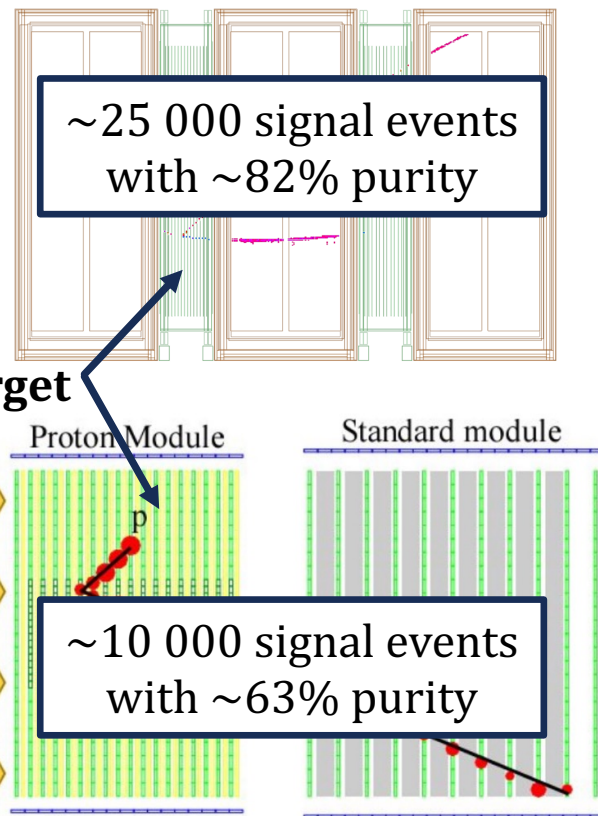 ~25 000 signal events
with ~82% purity
rget
Proton Module
Standard module
p
~10 000 signal events
with ~63% purity